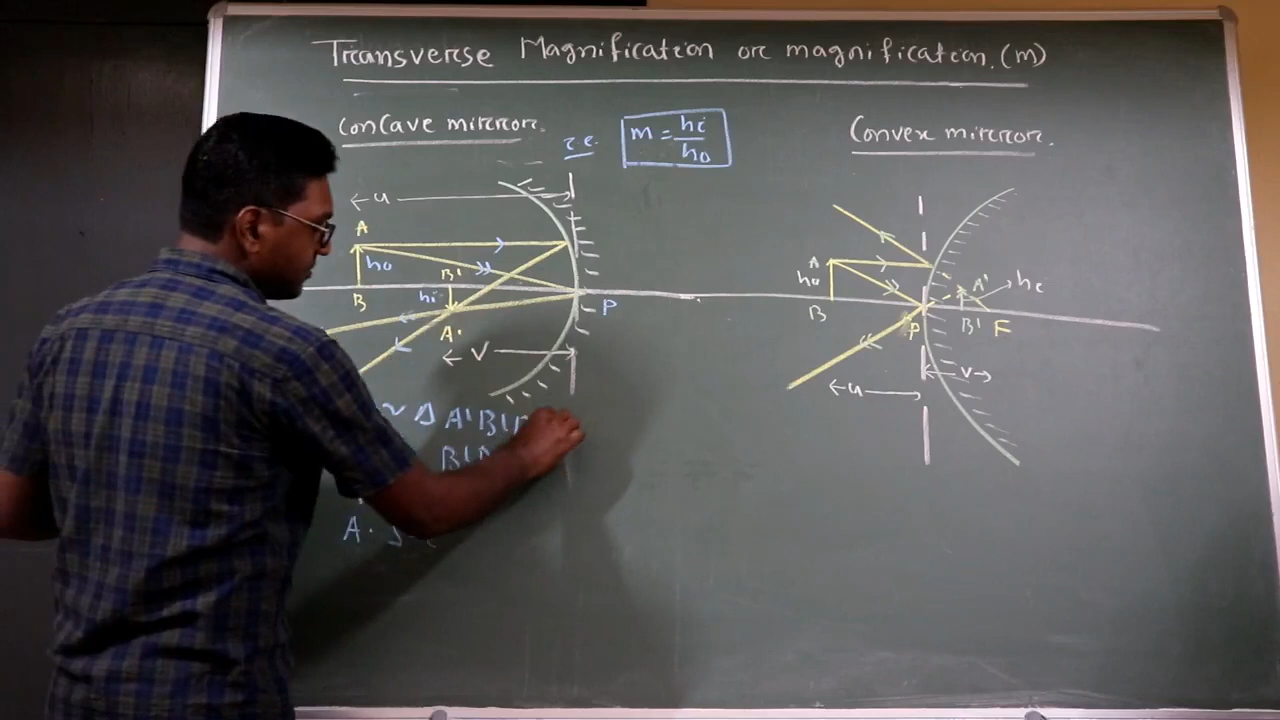 Transverse Magnification or magnification. (m)
Concave mirror.
i.e.
m = hi/ho
Convex mirror.
u
A
ho
B
B'
hi
A'
P
V
u
A
ho
B
P
A'
hi
B'
F
V
~ Δ A'B'
B'
A.